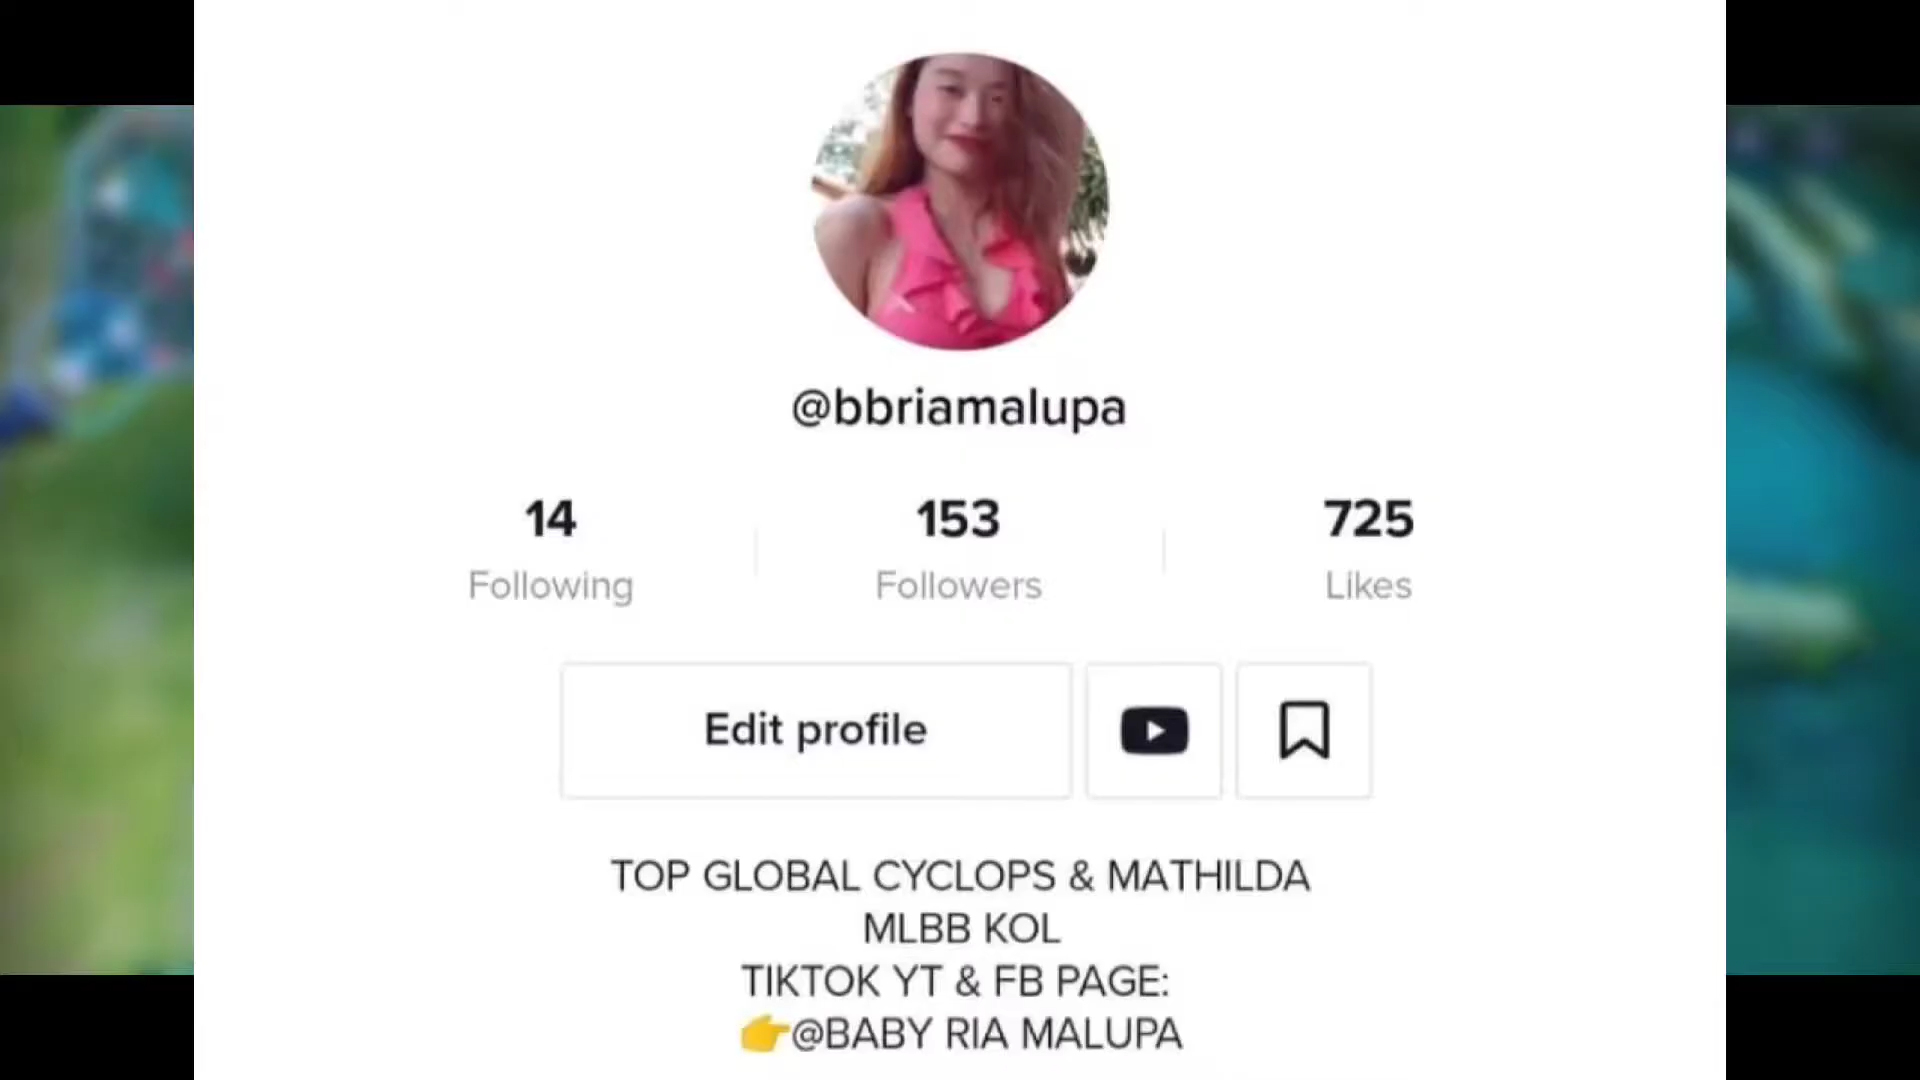 @bbriamalupa
14 153 725
Following Followers Likes
Edit profile
TOP GLOBAL CYCLOPS & MATHILDA
MLBB KOL
TIKTOK YT & FB PAGE:
👉@BABY RIA MALUPA